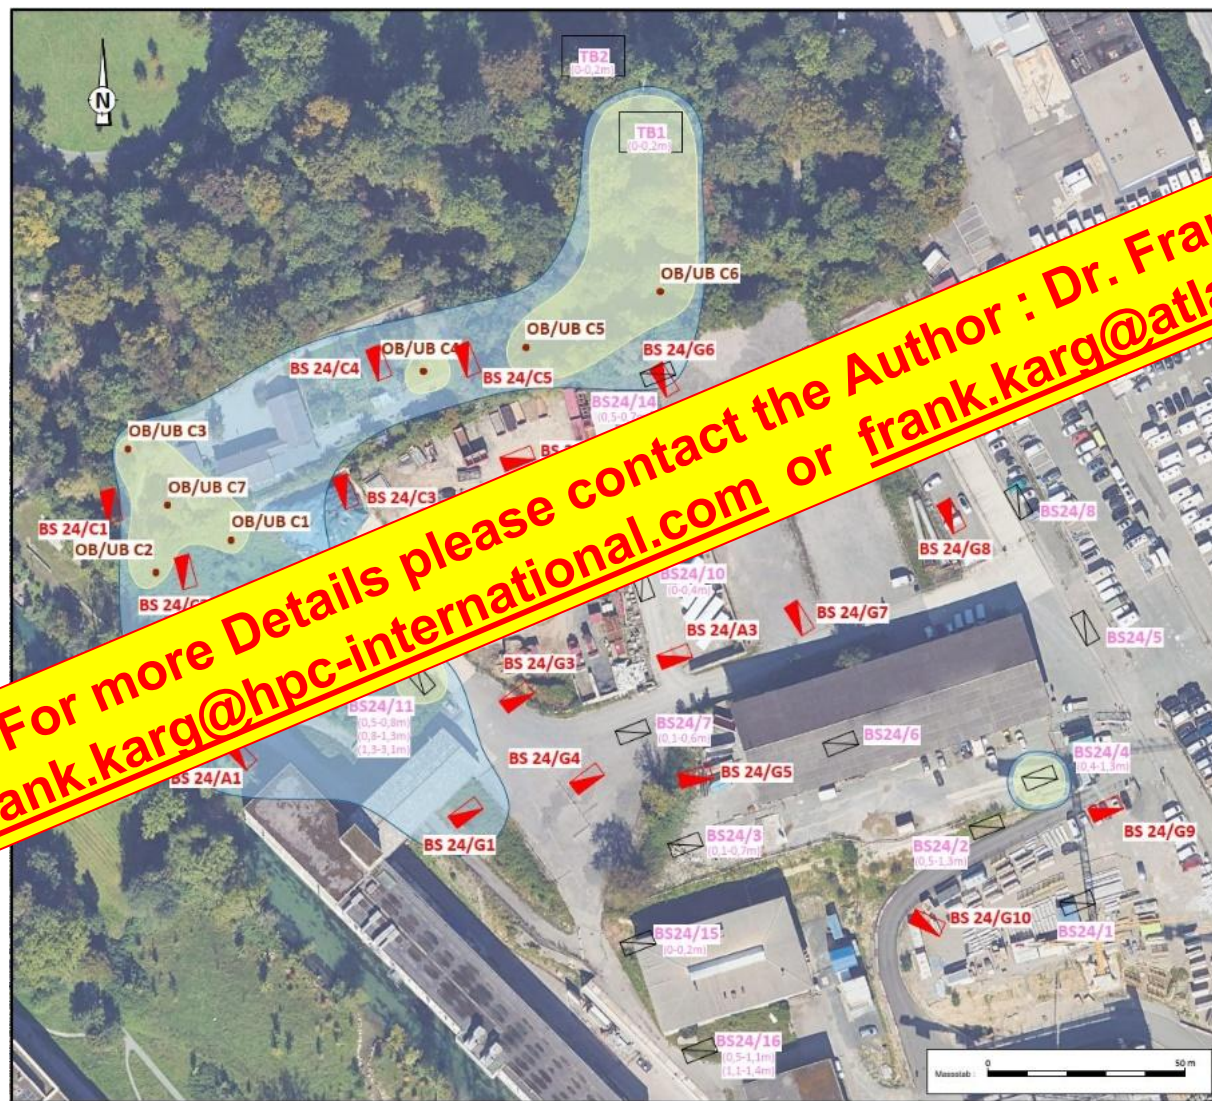 N
TB2
(0-0,2m)
TB1
(0-0,2m)
OB/UB C6
OB/UB C5
OB/UB C4
BS 24/G6
BS 24/C4
BS 24/C5
BS24/14
OB/UB C3
BS 24/C3
OB/UB C7
BS 24/C1
OB/UB C1
OB/UB C2
BS24/8
BS 24/G8
BS24/10
(0-0,4m)
BS 24/G7
BS24/5
BS 24/A3
BS 24/G3
For more Details please contact the Author : Dr. Fran
ank.karg@hpc-international.com or frank.karg@atla
BS24/11
(0,5-0,8m)
(0,8-1,3m)
(1,3-3,1m)
BS24/7
(0,1-0,6m)
BS24/6
BS24/4
(0,4-1,3m)
BS 24/A1
BS 24/G4
BS 24/G5
BS 24/G1
BS24/3
(0,1-0,7m)
BS24/2
(0,5-1,3m)
BS 24/G9
BS 24/G10
BS24/1
BS24/15
(0-0,2m)
BS24/16
(0,5-1,1m)
(1,1-1,4m)
Massstab :
0
50 m